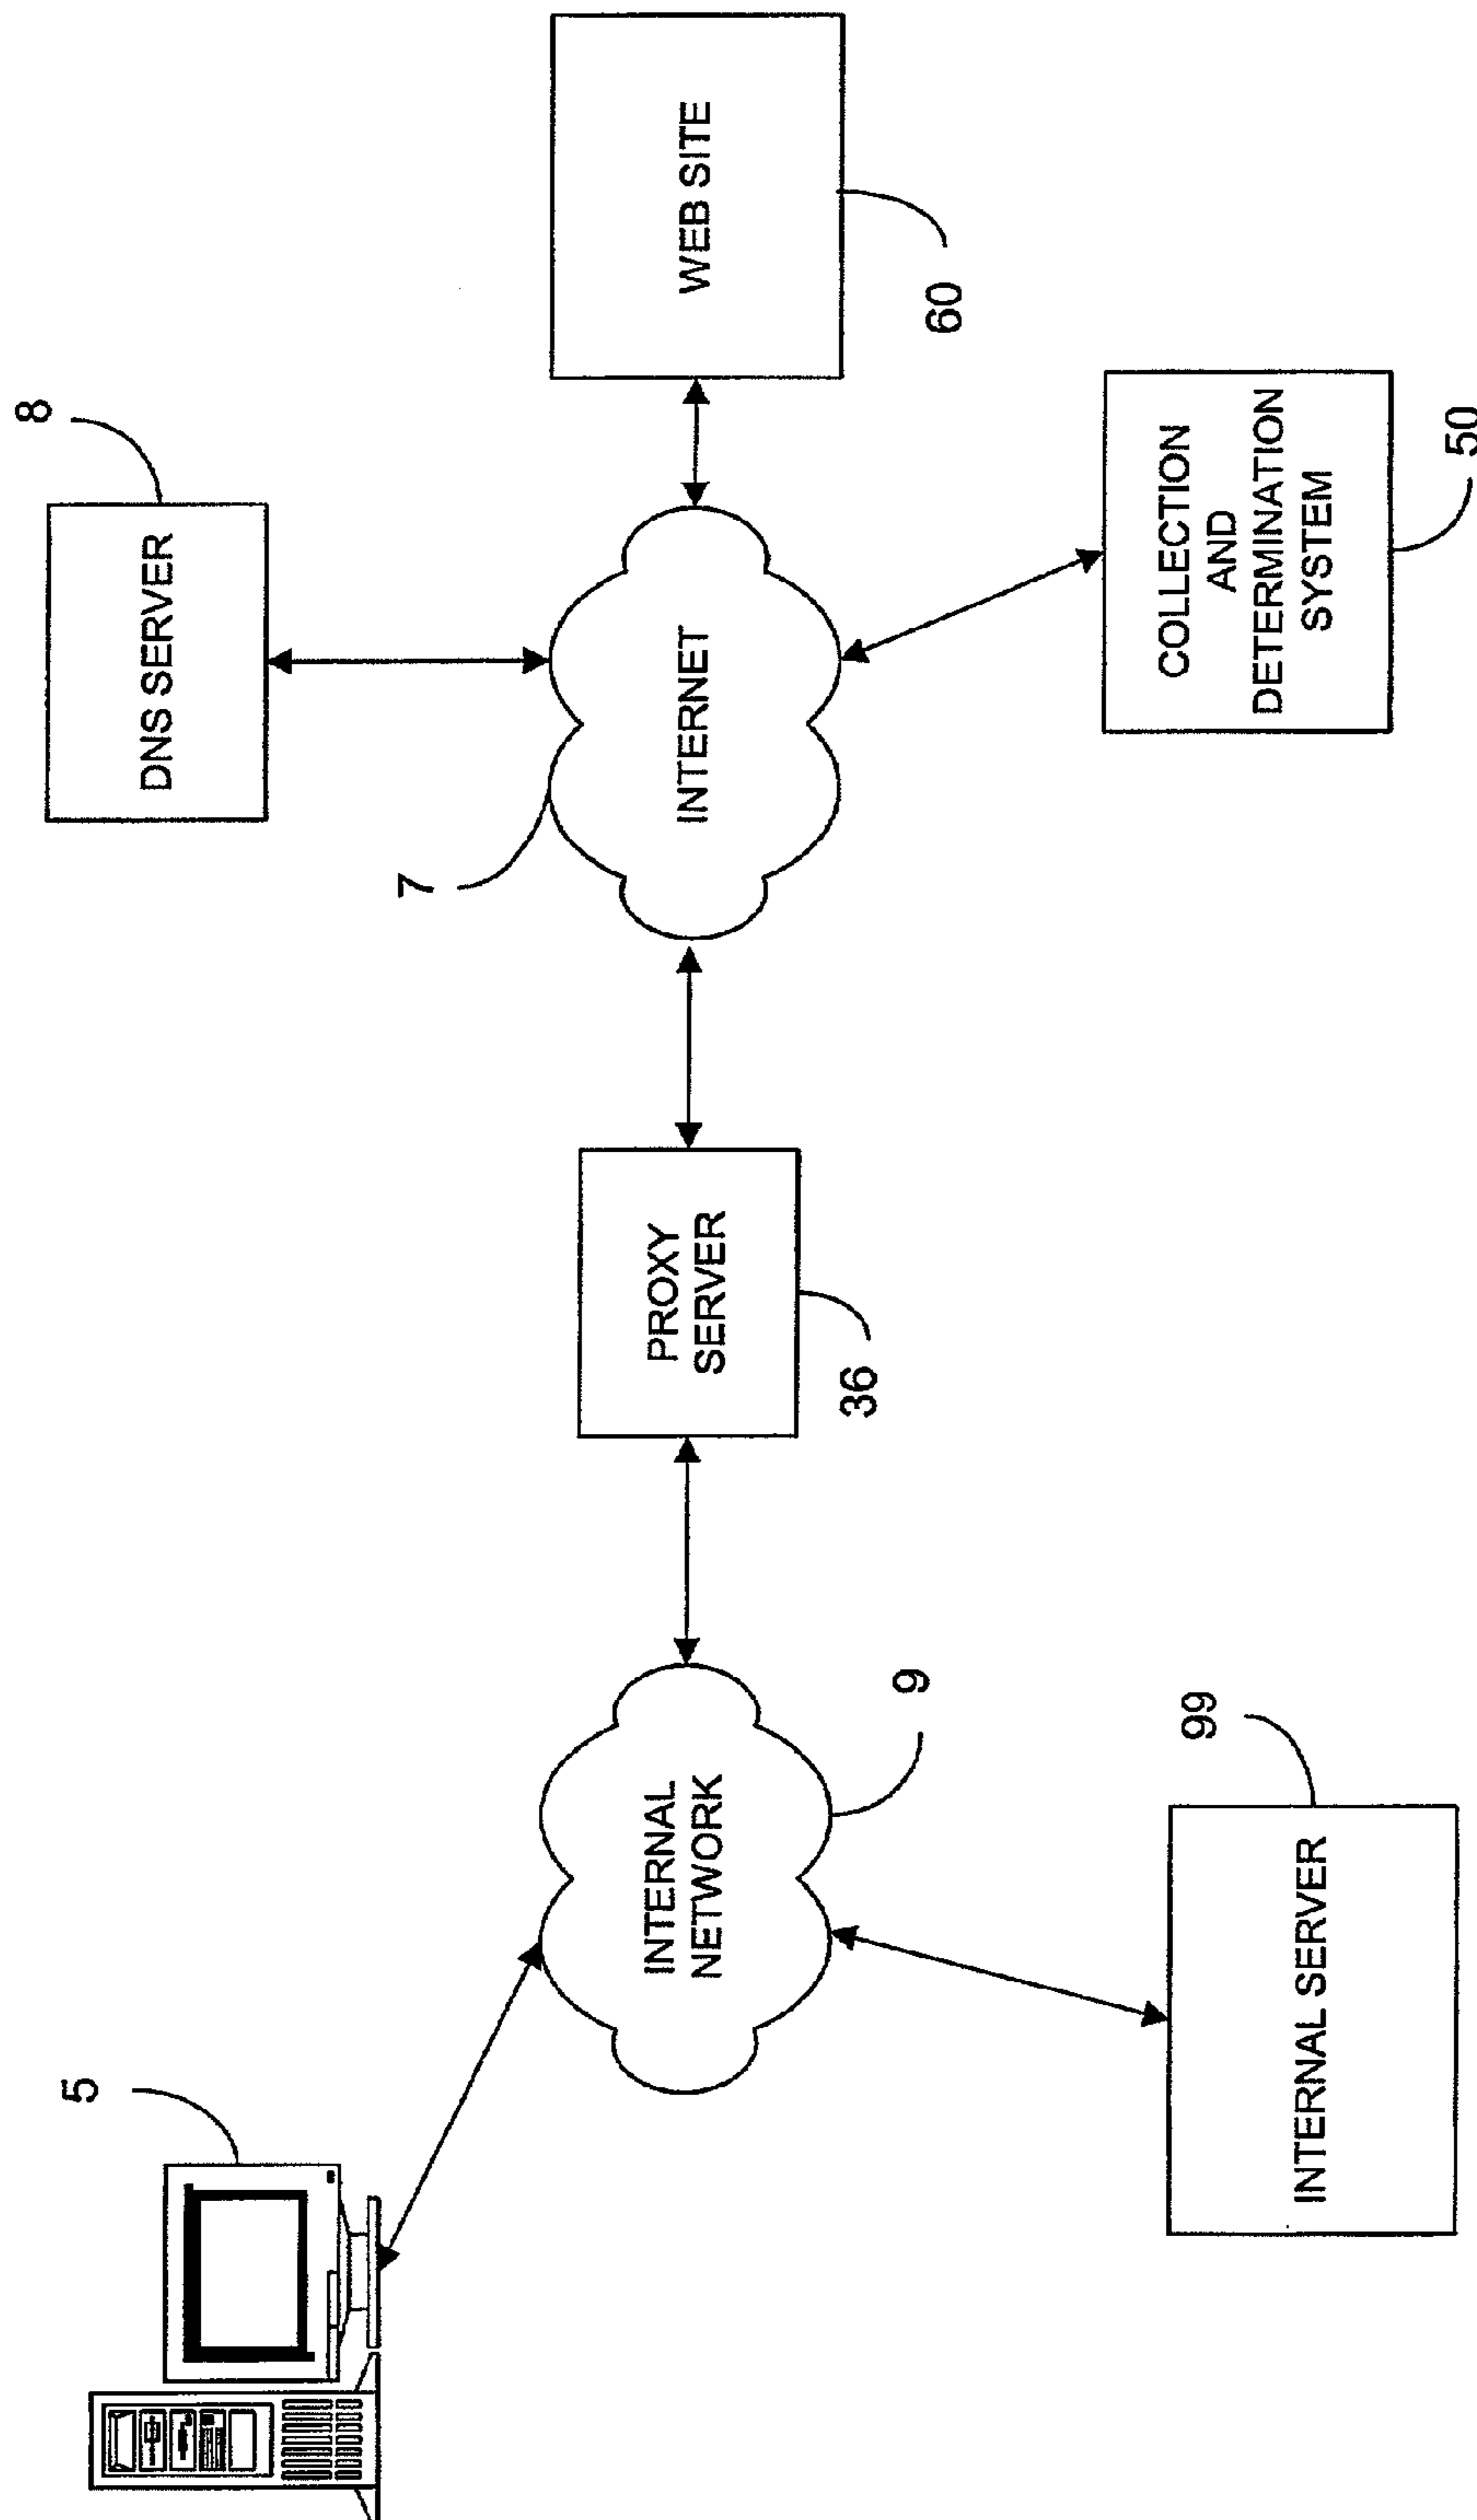 8
DNS SERVER
WEB SITE
60
7
INTERNET
COLLECTION
AND
DETERMINATION
SYSTEM
50
PROXY
SERVER
36
5
INTERNAL
NETWORK
9
99
INTERNAL SERVER